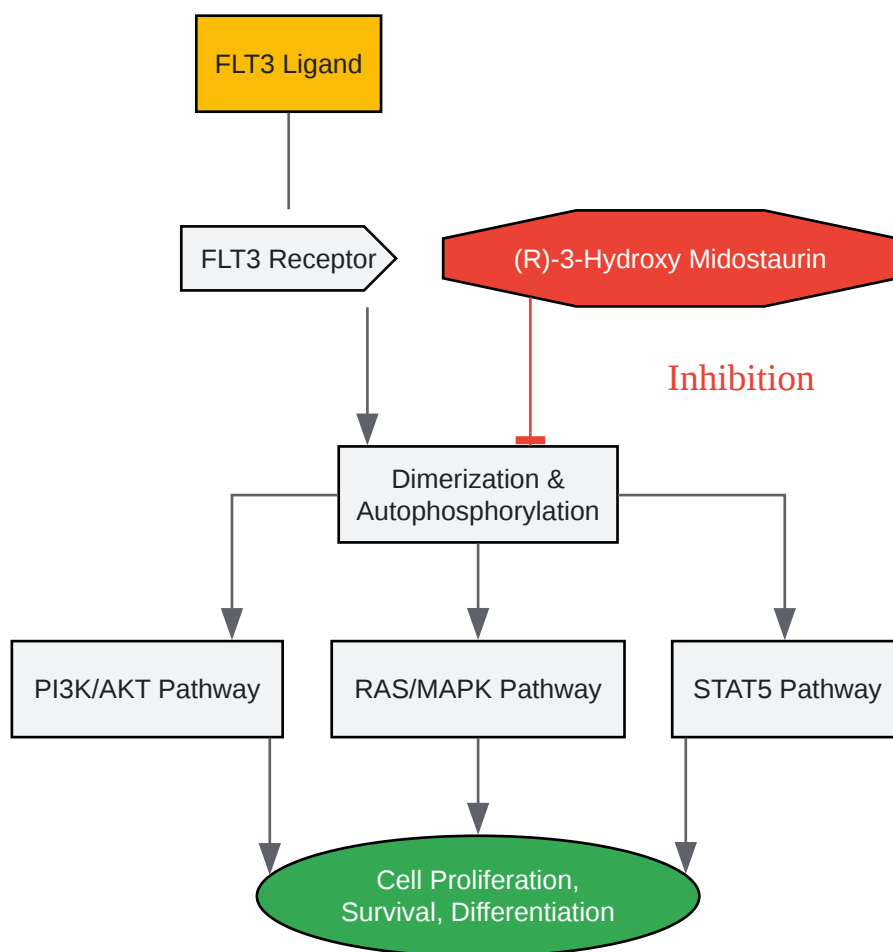 FLT3 Ligand
FLT3 Receptor
(R)-3-Hydroxy Midostaurin
Inhibition
Dimerization &
Autophosphorylation
PI3K/AKT Pathway
RAS/MAPK Pathway
STAT5 Pathway
Cell Proliferation,
Survival, Differentiation